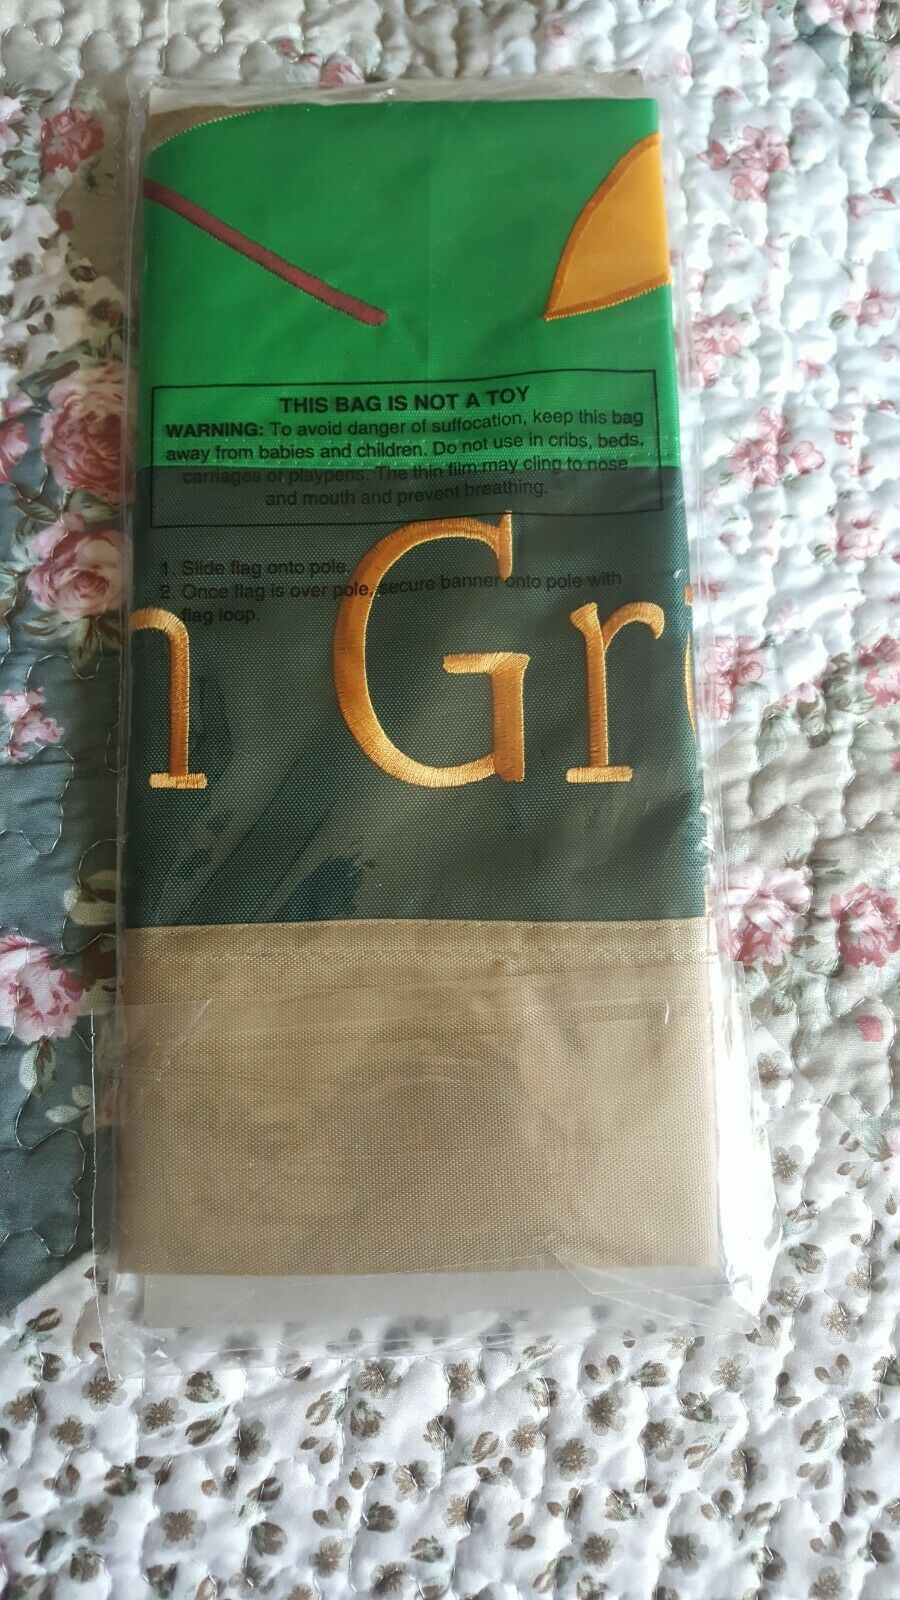 THIS BAG IS NOT A TOY
WARNING: To avoid danger of suffocation, keep this bag
away from babies and children. Do not use in cribs, beds,
carriages or playpens. The thin film may cling to nose
and mouth and prevent breathing.
1. Slide flag onto pole.
2. Once flag is over pole, secure banner onto pole with
flag loop.
n Gr